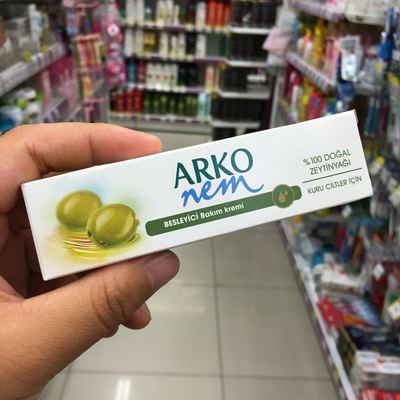 ARKO
nem
BESLEYİCİ Bakım kremi
%100 DOĞAL
ZEYTİNYAĞI
KURU CİLTLER İÇİN